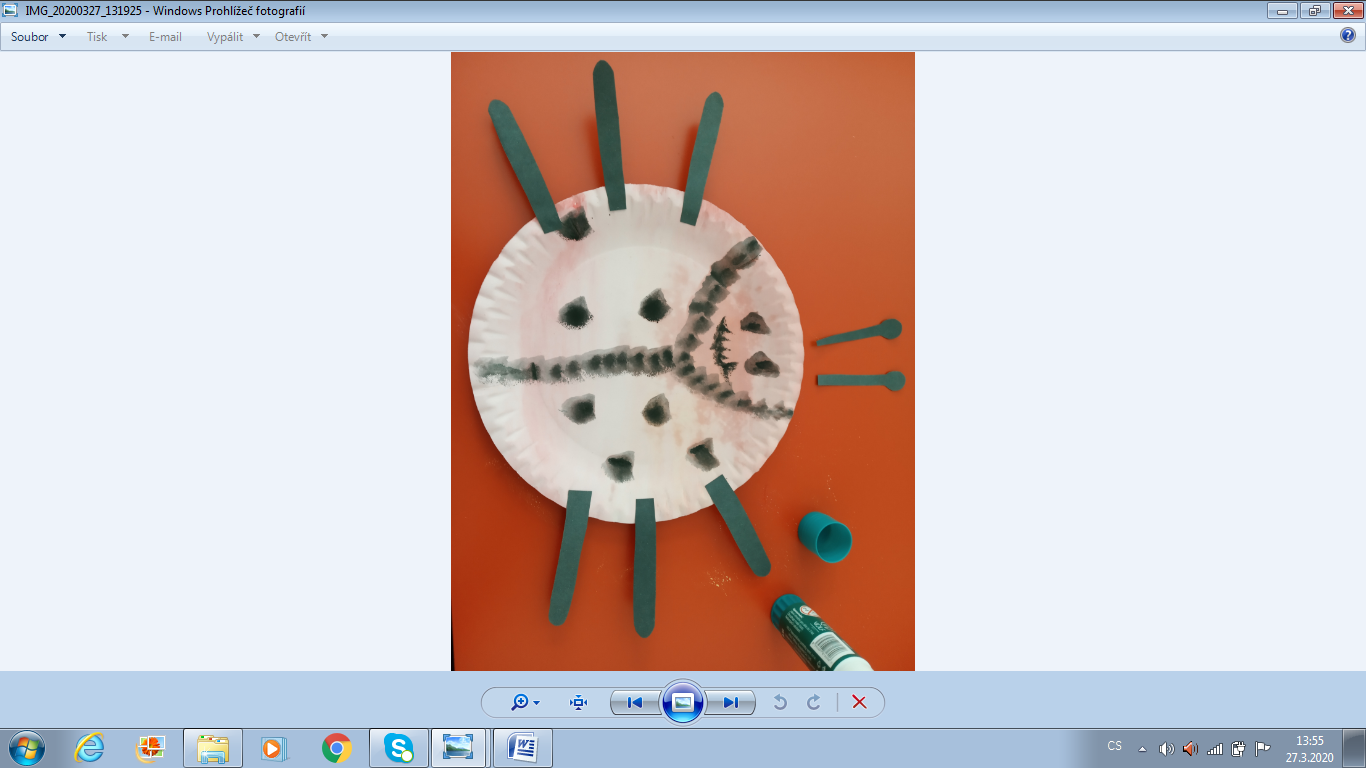 IMG_20200327_131925 - Windows Prohlížeč fotografií
Soubor Tisk E-mail Vypálit Otevřít
CS
13:55
27.3.2020